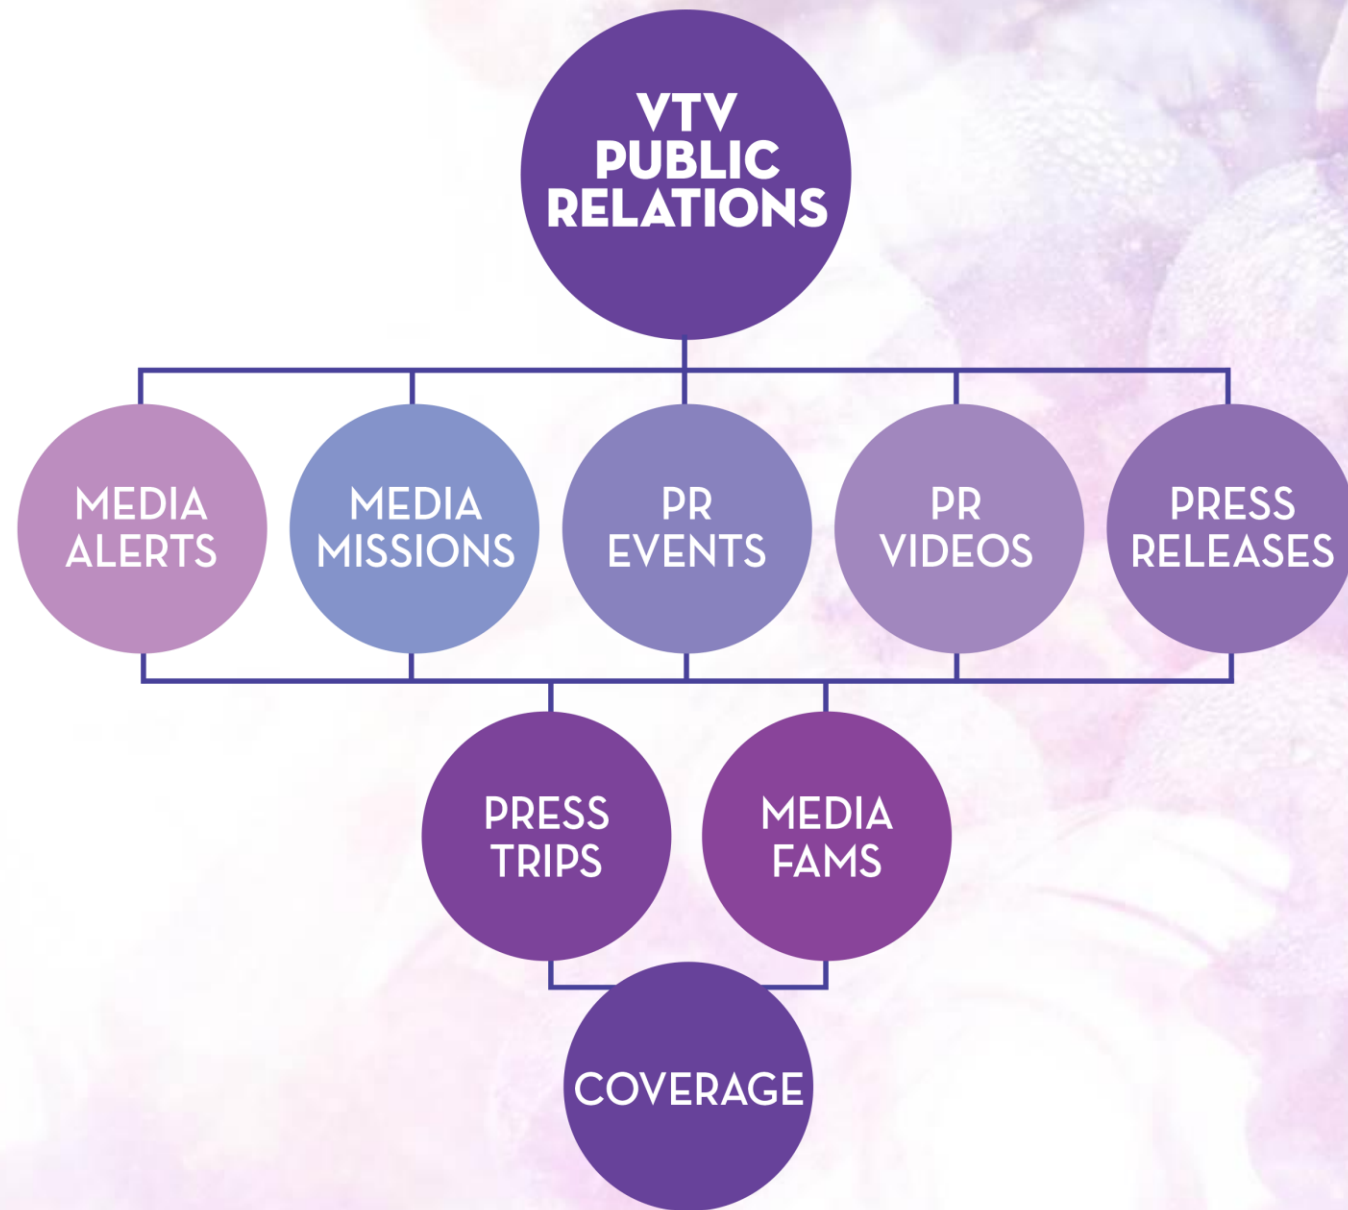 VTV
PUBLIC
RELATIONS
MEDIA
ALERTS
MEDIA
MISSIONS
PR
EVENTS
PR
VIDEOS
PRESS
RELEASES
PRESS
TRIPS
MEDIA
FAMS
COVERAGE